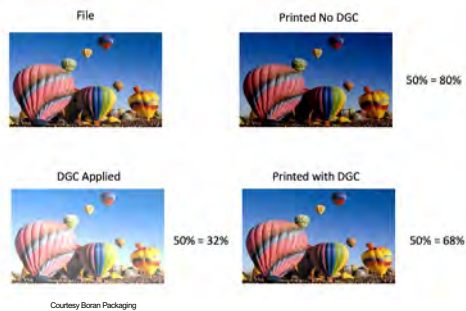 File
Printed No DGC
50% = 80%
DGC Applied
Printed with DGC
50% = 32%
50% = 68%
Courtesy Boran Packaging